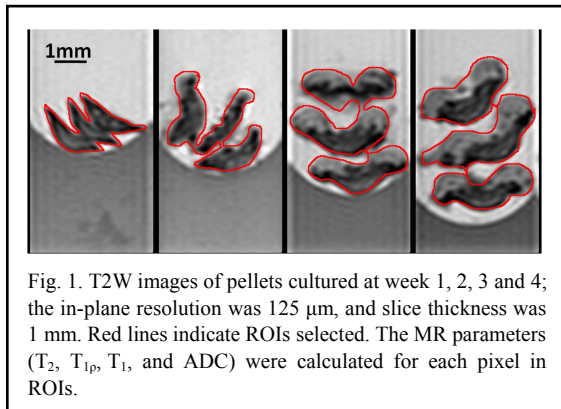 1mm
Fig. 1. T2W images of pellets cultured at week 1, 2, 3 and 4;
the in-plane resolution was 125 μm, and slice thickness was
1 mm. Red lines indicate ROIs selected. The MR parameters
(T₂, T₁ᵨ, T₁, and ADC) were calculated for each pixel in
ROIs.